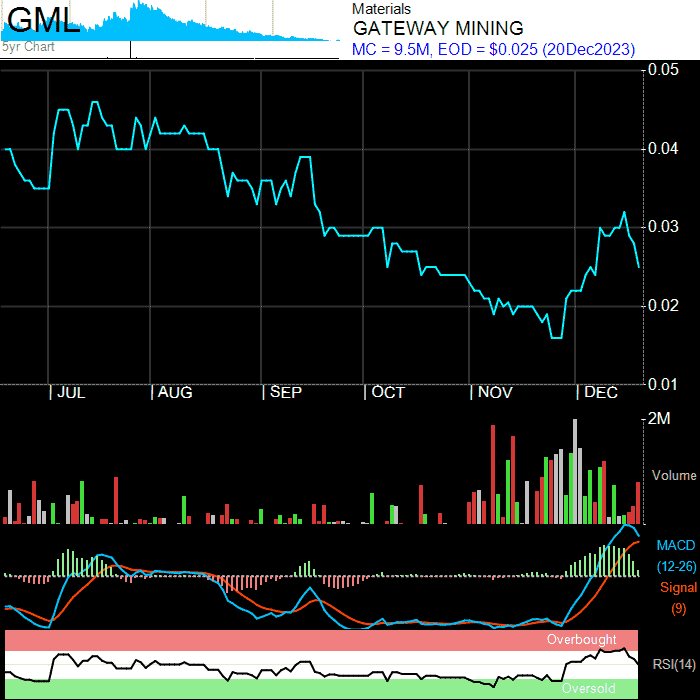 GML
5yr Chart
Materials
GATEWAY MINING
MC = 9.5M, EOD = $0.025 (20Dec2023)
0.05
0.04
0.03
0.02
0.01
| JUL | AUG | SEP | OCT | NOV | DEC
2M
Volume
MACD
(12-26)
Signal
(9)
Overbought
RSI(14)
Oversold